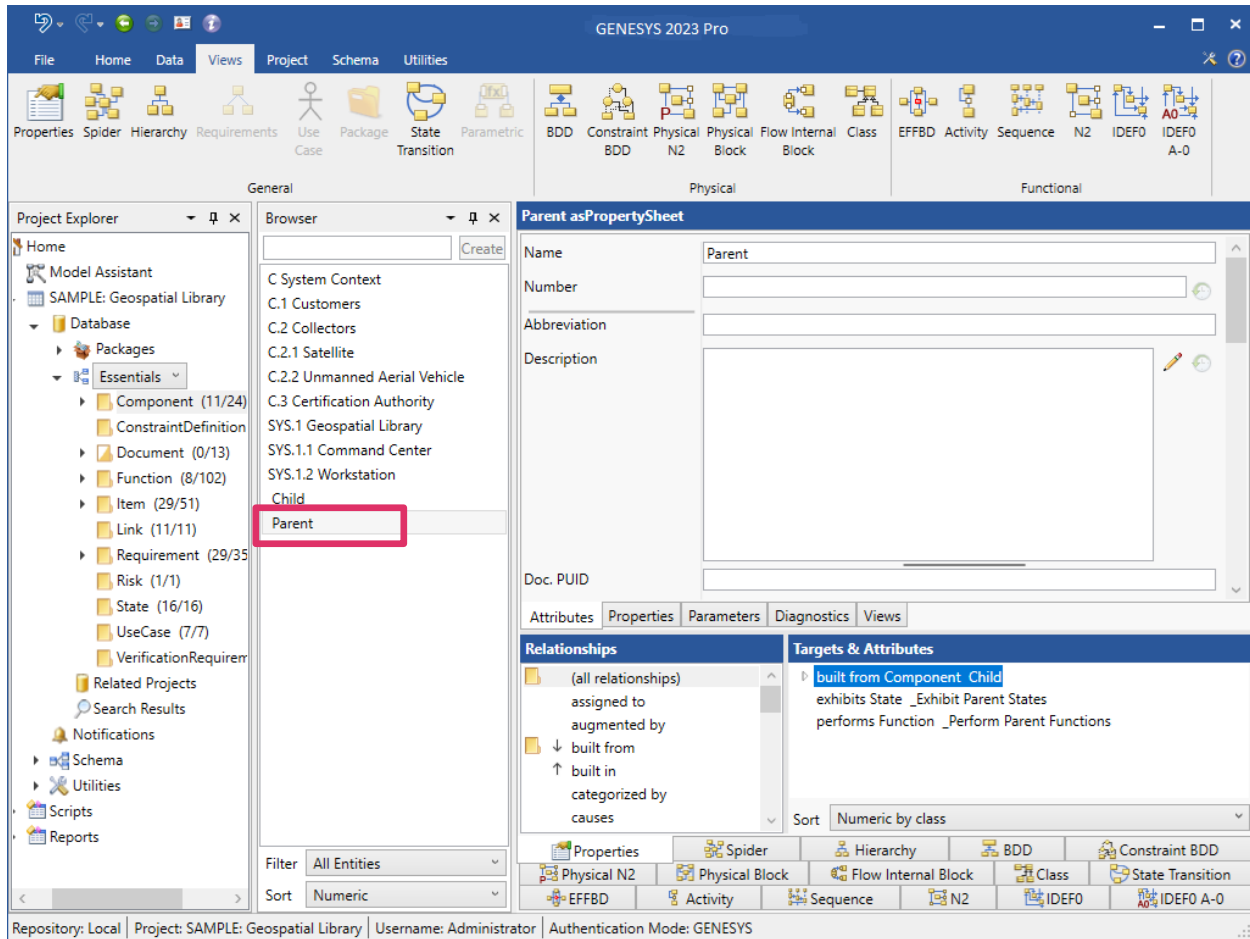 GENESYS 2023 Pro
File Home Data Views Project Schema Utilities
Properties Spider Hierarchy Requirements Use Case Package State Transition Parametric
General
BDD Constraint BDD Physical N2 Physical Block Flow Internal Block Class
Physical
EFFBD Activity Sequence N2 IDEF0 IDEF0 A-0
Functional
Project Explorer
Home
Model Assistant
SAMPLE: Geospatial Library
Database
Packages
Essentials
Component (11/24)
ConstraintDefinition
Document (0/13)
Function (8/102)
Item (29/51)
Link (11/11)
Requirement (29/35
Risk (1/1)
State (16/16)
UseCase (7/7)
VerificationRequirem
Related Projects
Search Results
Notifications
Schema
Utilities
Scripts
Reports
Browser
Create
C System Context
C.1 Customers
C.2 Collectors
C.2.1 Satellite
C.2.2 Unmanned Aerial Vehicle
C.3 Certification Authority
SYS.1 Geospatial Library
SYS.1.1 Command Center
SYS.1.2 Workstation
Child
Parent
Filter All Entities
Sort Numeric
Parent asPropertySheet
Name Parent
Number
Abbreviation
Description
Doc. PUID
Attributes Properties Parameters Diagnostics Views
Relationships
(all relationships)
assigned to
augmented by
built from
built in
categorized by
causes
Targets & Attributes
built from Component Child
exhibits State _Exhibit Parent States
performs Function _Perform Parent Functions
Sort Numeric by class
Properties Spider Hierarchy BDD Constraint BDD
Physical N2 Physical Block Flow Internal Block Class State Transition
EFFBD Activity Sequence N2 IDEF0 IDEF0 A-0
Repository: Local Project: SAMPLE: Geospatial Library Username: Administrator Authentication Mode: GENESYS